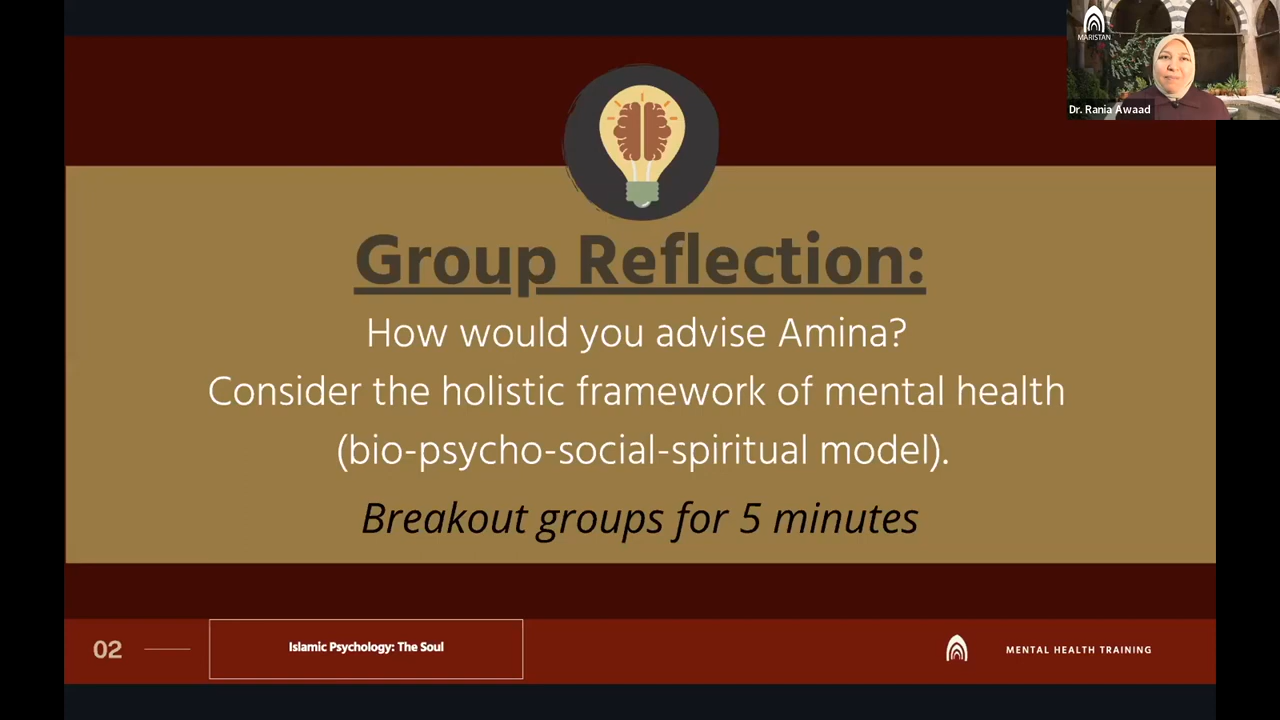 MARISTAN
Dr. Rania Awaad
Group Reflection:
How would you advise Amina?
Consider the holistic framework of mental health
(bio-psycho-social-spiritual model).
Breakout groups for 5 minutes
02
Islamic Psychology: The Soul
MENTAL HEALTH TRAINING